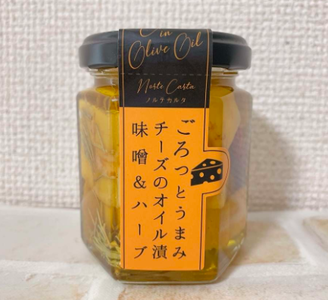 in
Olive Oil
Norte Carta
ノルテカルタ
ごろっとうまみ
チーズのオイル漬
味噌&ハーブ